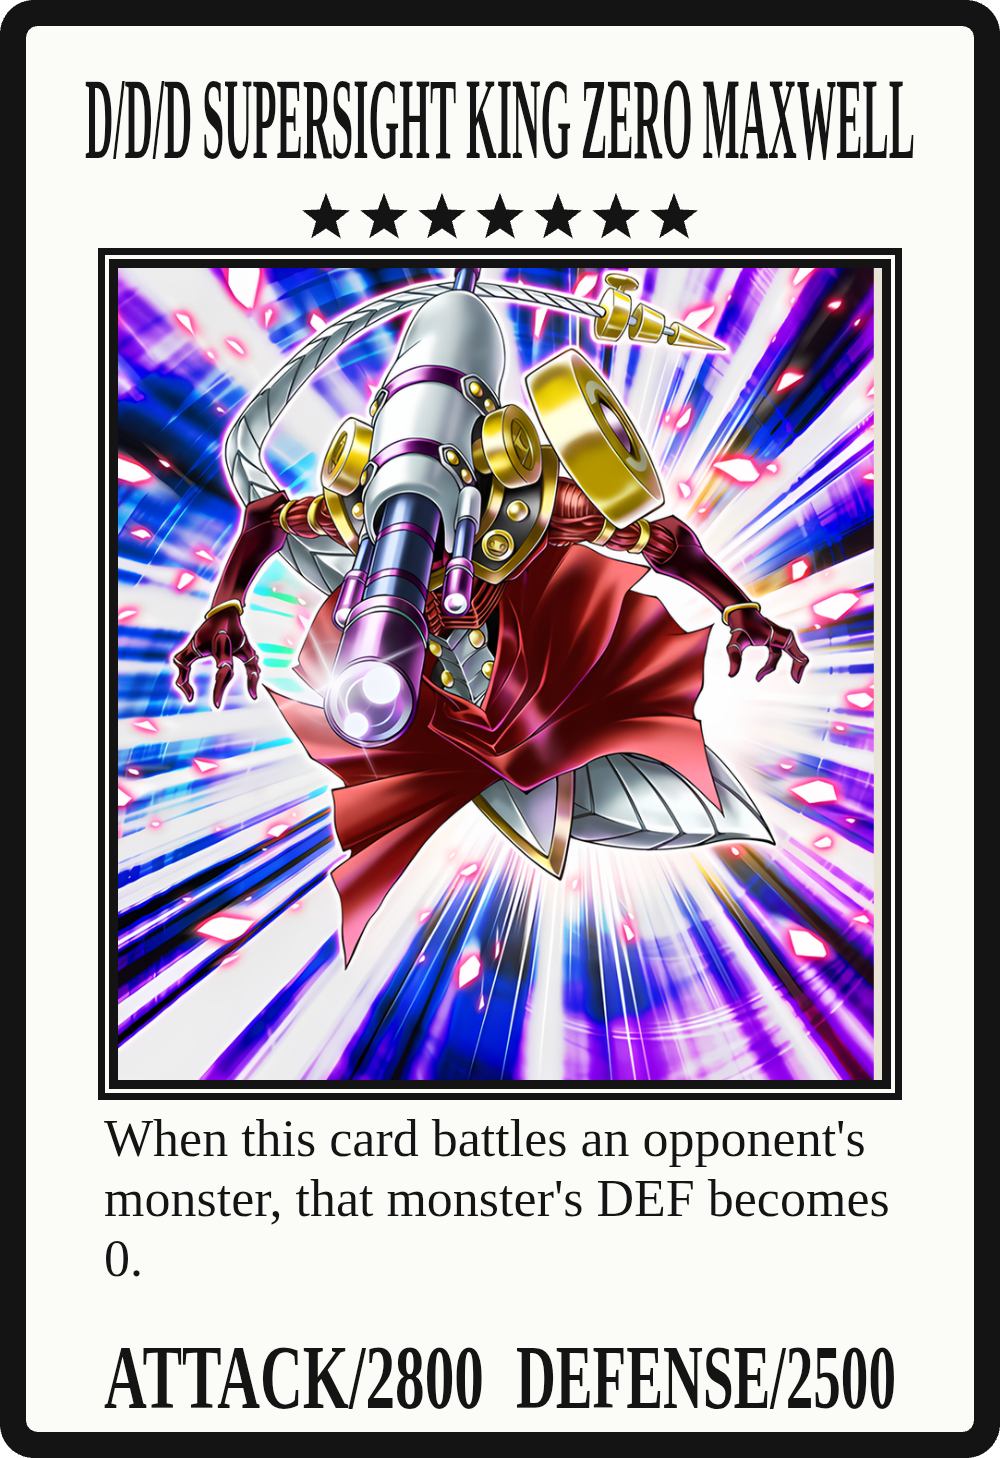 D/D/D SUPERSIGHT KING ZERO MAXWELL
When this card battles an opponent's
monster, that monster's DEF becomes
0.
ATTACK/2800 DEFENSE/2500